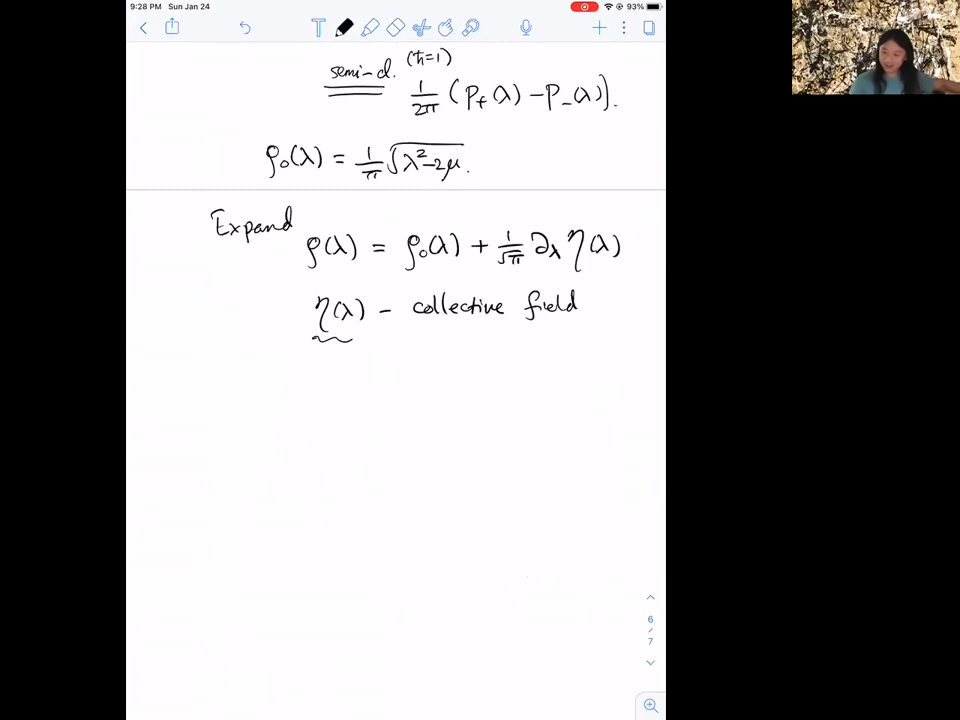 9:28 PM Sun Jan 24
93%
semi-cl. (ħ=1) 1/2π (p₊(λ) − p₋(λ)).
ρ₀(λ) = 1/π √(λ²−2μ).
Expand ρ(λ) = ρ₀(λ) + 1/√π ∂λ η(λ)
η(λ) – collective field
6
/
7